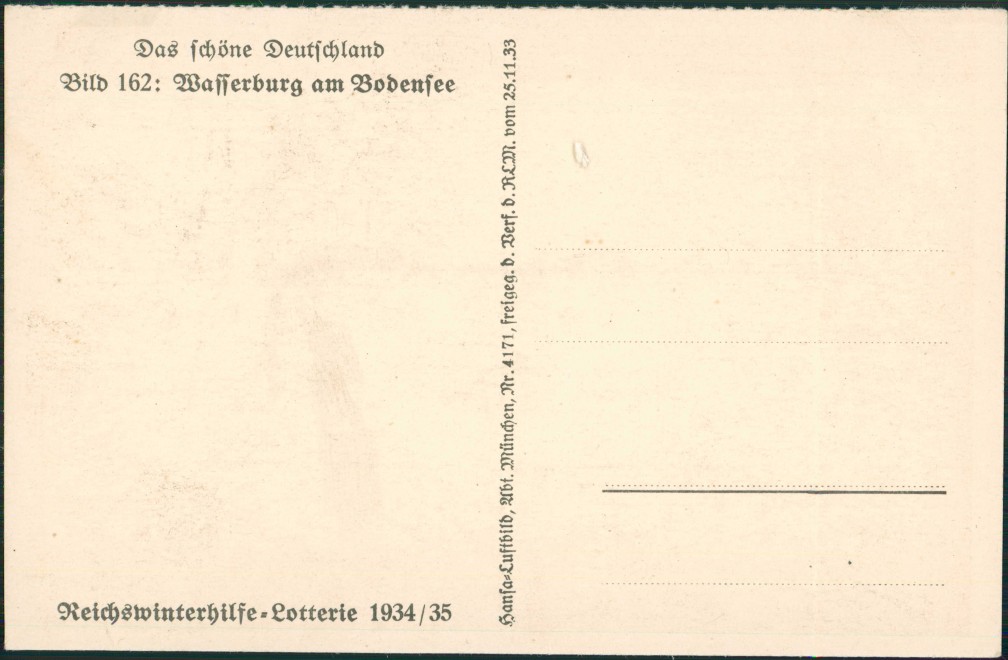 Das schöne Deutschland
Bild 162: Wasserburg am Bodensee
Reichswinterhilfe-Lotterie 1934/35
Hansa-Luftbild, Abt. München, Nr. 4171, freigeg. d. Verf. d. RLM. vom 25.11.33